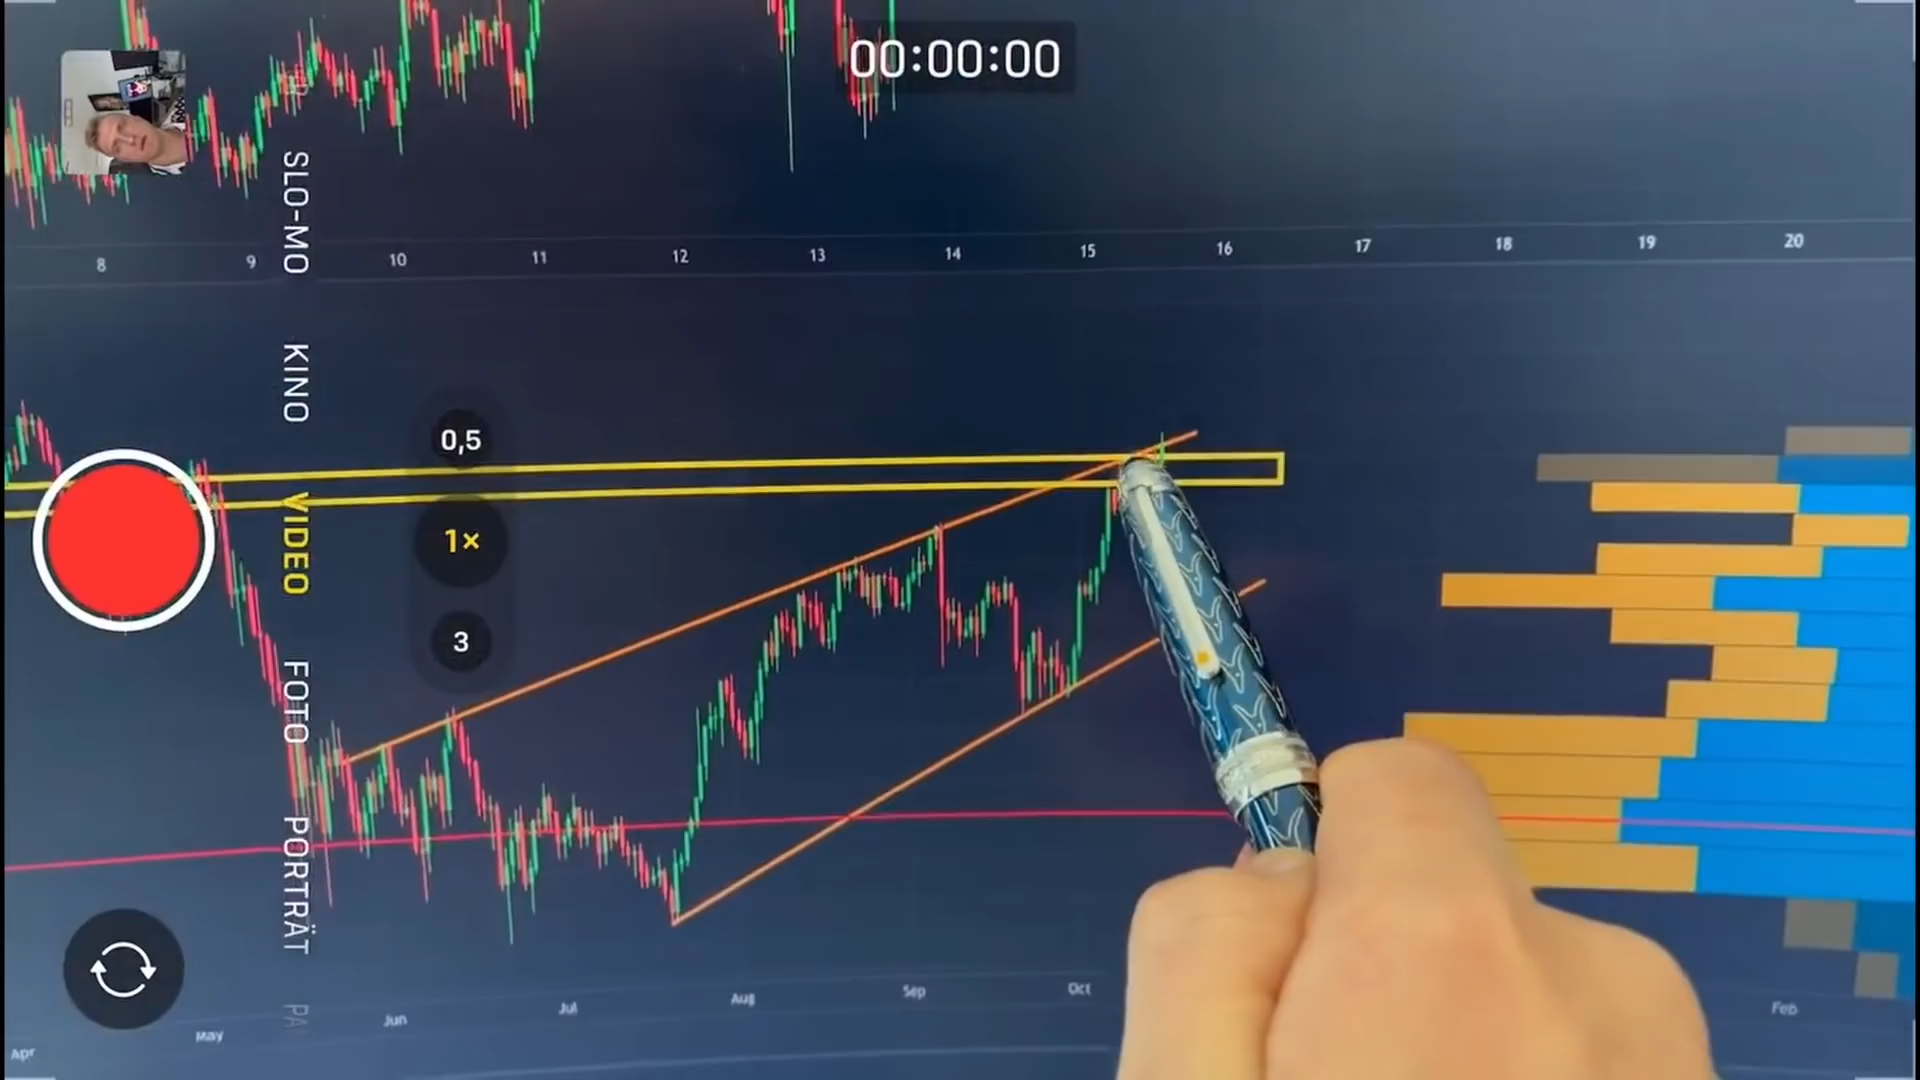 00:00:00
8 9 10 11 12 13 14 15 16 17 18 19 20
SLO-MO
KINO
VIDEO
FOTO
PORTRÄT
0,5
1×
3
Apr May Jun Jul Aug Sep Oct Feb